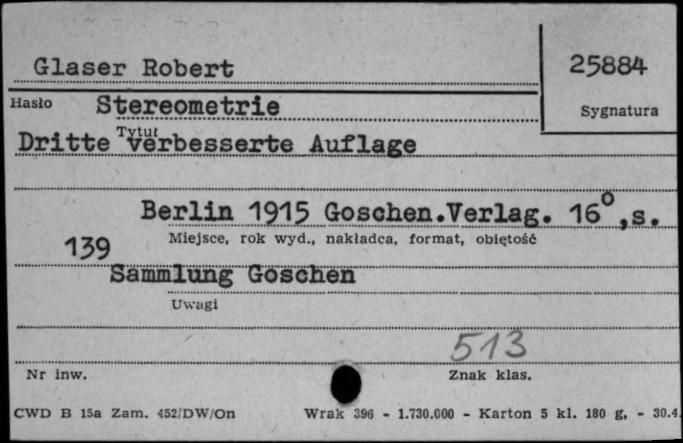 Glaser Robert
25884
Hasło
Stereometrie
Sygnatura
Tytuł
Dritte verbesserte Auflage
Berlin 1915 Goschen.Verlag. 16°,s.
139
Miejsce, rok wyd., nakładca, format, objętość
Sammlung Goschen
Uwagi
513
Nr inw.
Znak klas.
CWD B 15a Zam. 452/DW/On
Wrak 396 - 1.730.000 - Karton 5 kl. 180 g, - 30.4